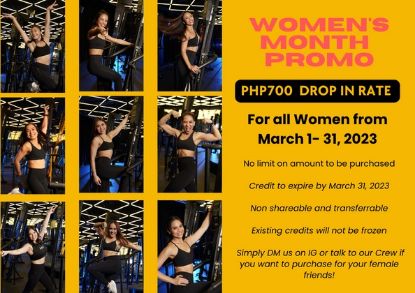 WOMEN'S
MONTH
PROMO
PHP700 DROP IN RATE
For all Women from
March 1- 31, 2023
No limit on amount to be purchased
Credit to expire by March 31, 2023
Non shareable and transferrable
Existing credits will not be frozen
Simply DM us on IG or talk to our Crew if
you want to purchase for your female
friends!